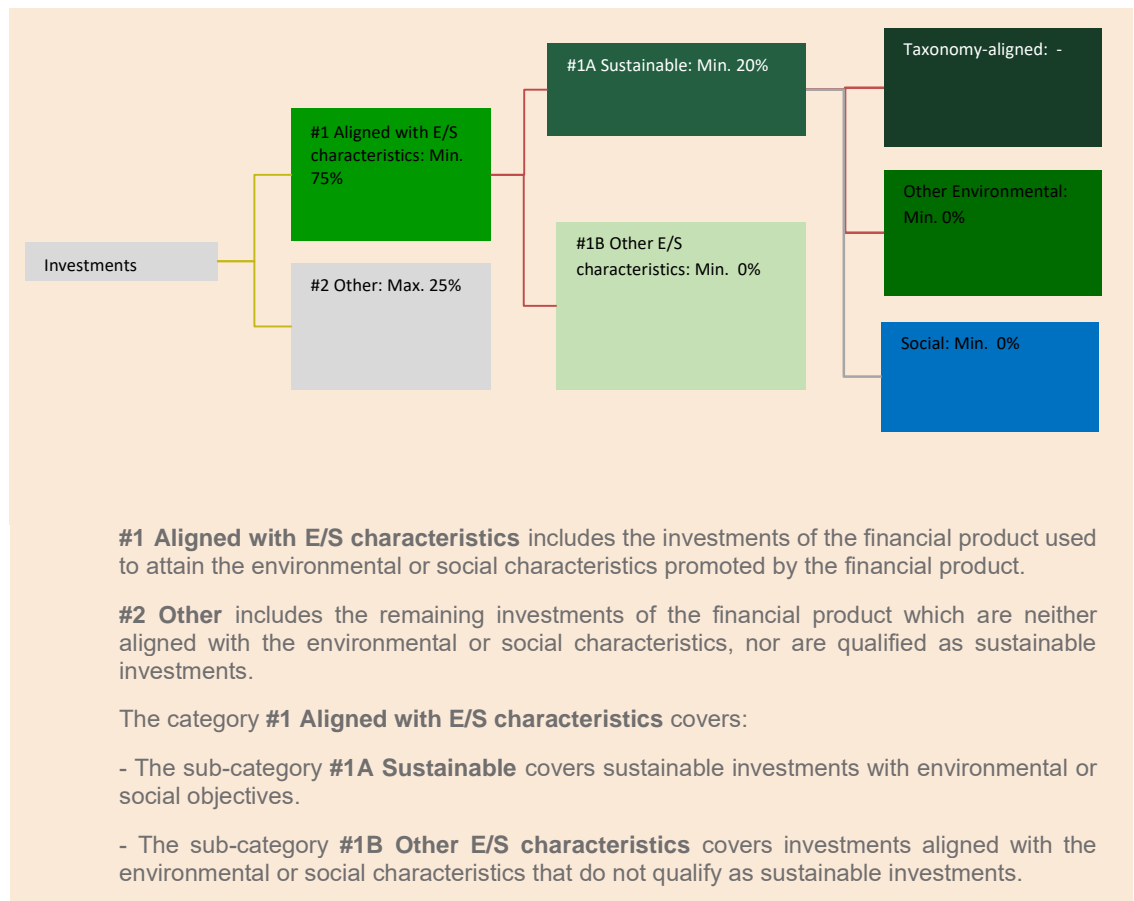 Investments
#1 Aligned with E/S
characteristics: Min.
75%
#2 Other: Max. 25%
#1A Sustainable: Min. 20%
#1B Other E/S
characteristics: Min. 0%
Taxonomy-aligned: -
Other Environmental:
Min. 0%
Social: Min. 0%
#1 Aligned with E/S characteristics includes the investments of the financial product used
to attain the environmental or social characteristics promoted by the financial product.
#2 Other includes the remaining investments of the financial product which are neither
aligned with the environmental or social characteristics, nor are qualified as sustainable
investments.
The category #1 Aligned with E/S characteristics covers:
- The sub-category #1A Sustainable covers sustainable investments with environmental or
social objectives.
- The sub-category #1B Other E/S characteristics covers investments aligned with the
environmental or social characteristics that do not qualify as sustainable investments.